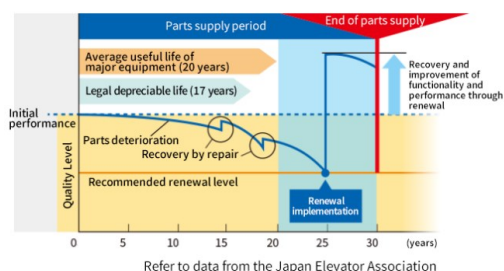 Parts supply period
End of parts supply
Average useful life of
major equipment (20 years)
Legal depreciable life (17 years)
Recovery and
improvement of
functionality and
performance through
renewal
Initial
performance
Parts deterioration
Recovery by repair
Quality Level
Recommended renewal level
Renewal
implementation
0 5 10 15 20 25 30 (years)
Refer to data from the Japan Elevator Association